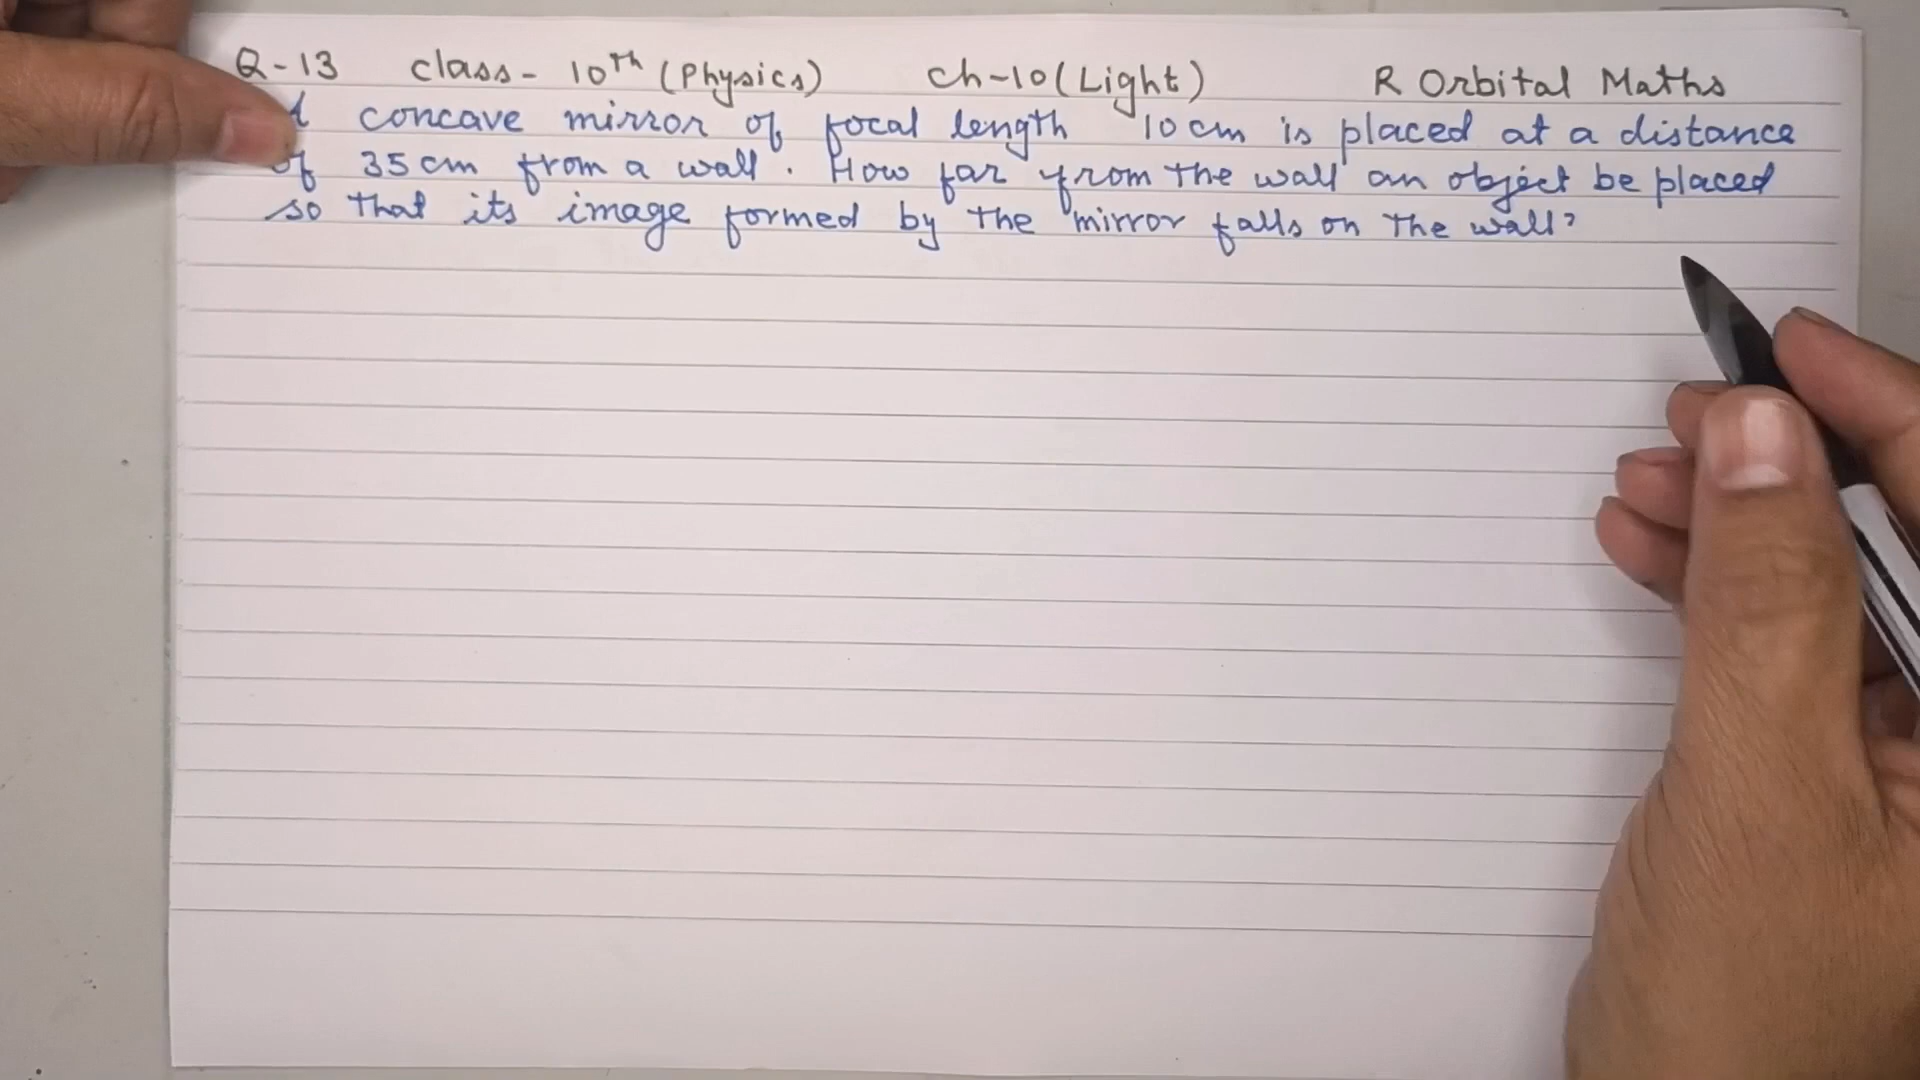 Q-13 class- 10th (Physics) Ch-10 (Light) R Orbital Maths
A concave mirror of focal length 10 cm is placed at a distance
of 35 cm from a wall. How far from the wall an object be placed
so that its image formed by the mirror falls on the wall?